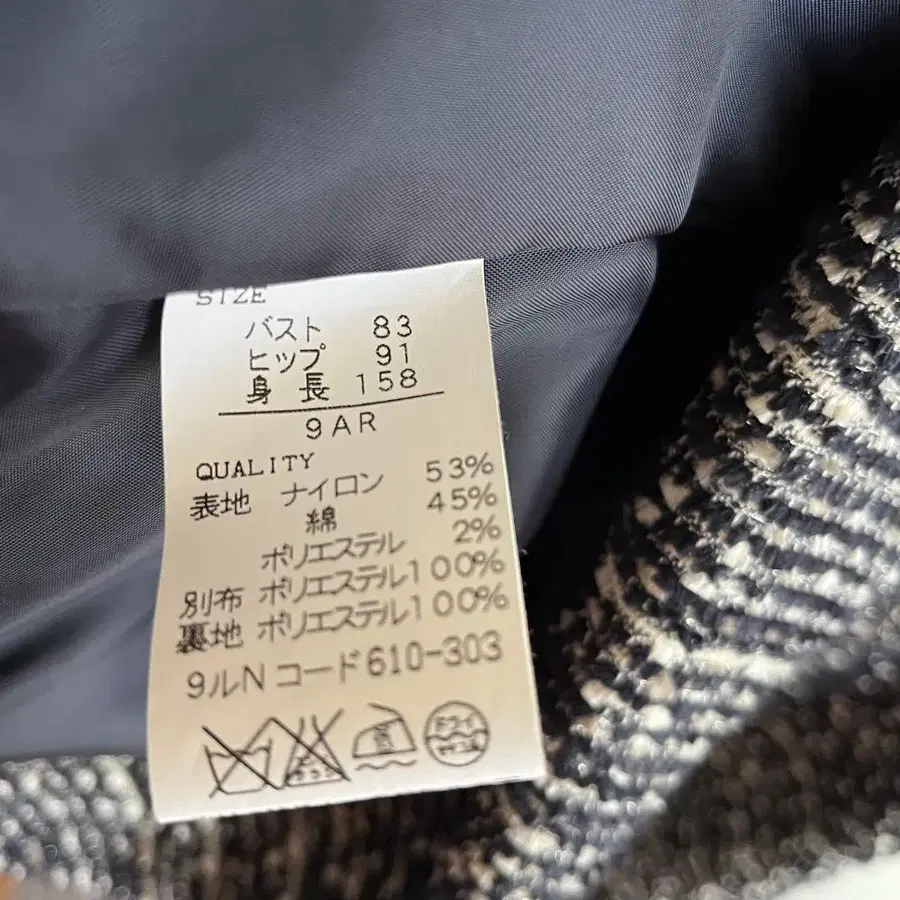 SIZE
バスト 83
ヒップ 91
身長 158
9AR
QUALITY
表地 ナイロン 53%
綿 45%
ポリエステル 2%
別布 ポリエステル100%
裏地 ポリエステル100%
9ルN コード610-303
ドライ